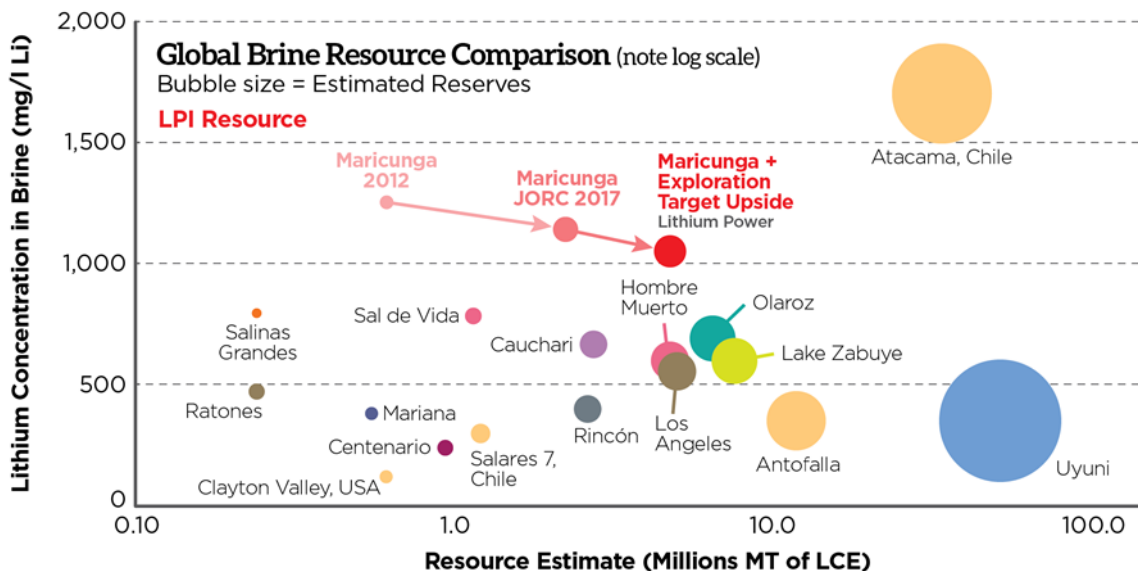 Global Brine Resource Comparison (note log scale)
Bubble size = Estimated Reserves
LPI Resource
Lithium Concentration in Brine (mg/l Li)
2,000
1,500
1,000
500
0
Atacama, Chile
Maricunga
2012
Maricunga
JORC 2017
Maricunga +
Exploration
Target Upside
Lithium Power
Hombre
Muerto
Olaroz
Salinas
Grandes
Sal de Vida
Cauchari
Lake Zabuye
Ratones
Mariana
Rincón
Los
Angeles
Centenario
Salares 7,
Chile
Antofalla
Uyuni
Clayton Valley, USA
0.10
1.0
10.0
100.0
Resource Estimate (Millions MT of LCE)